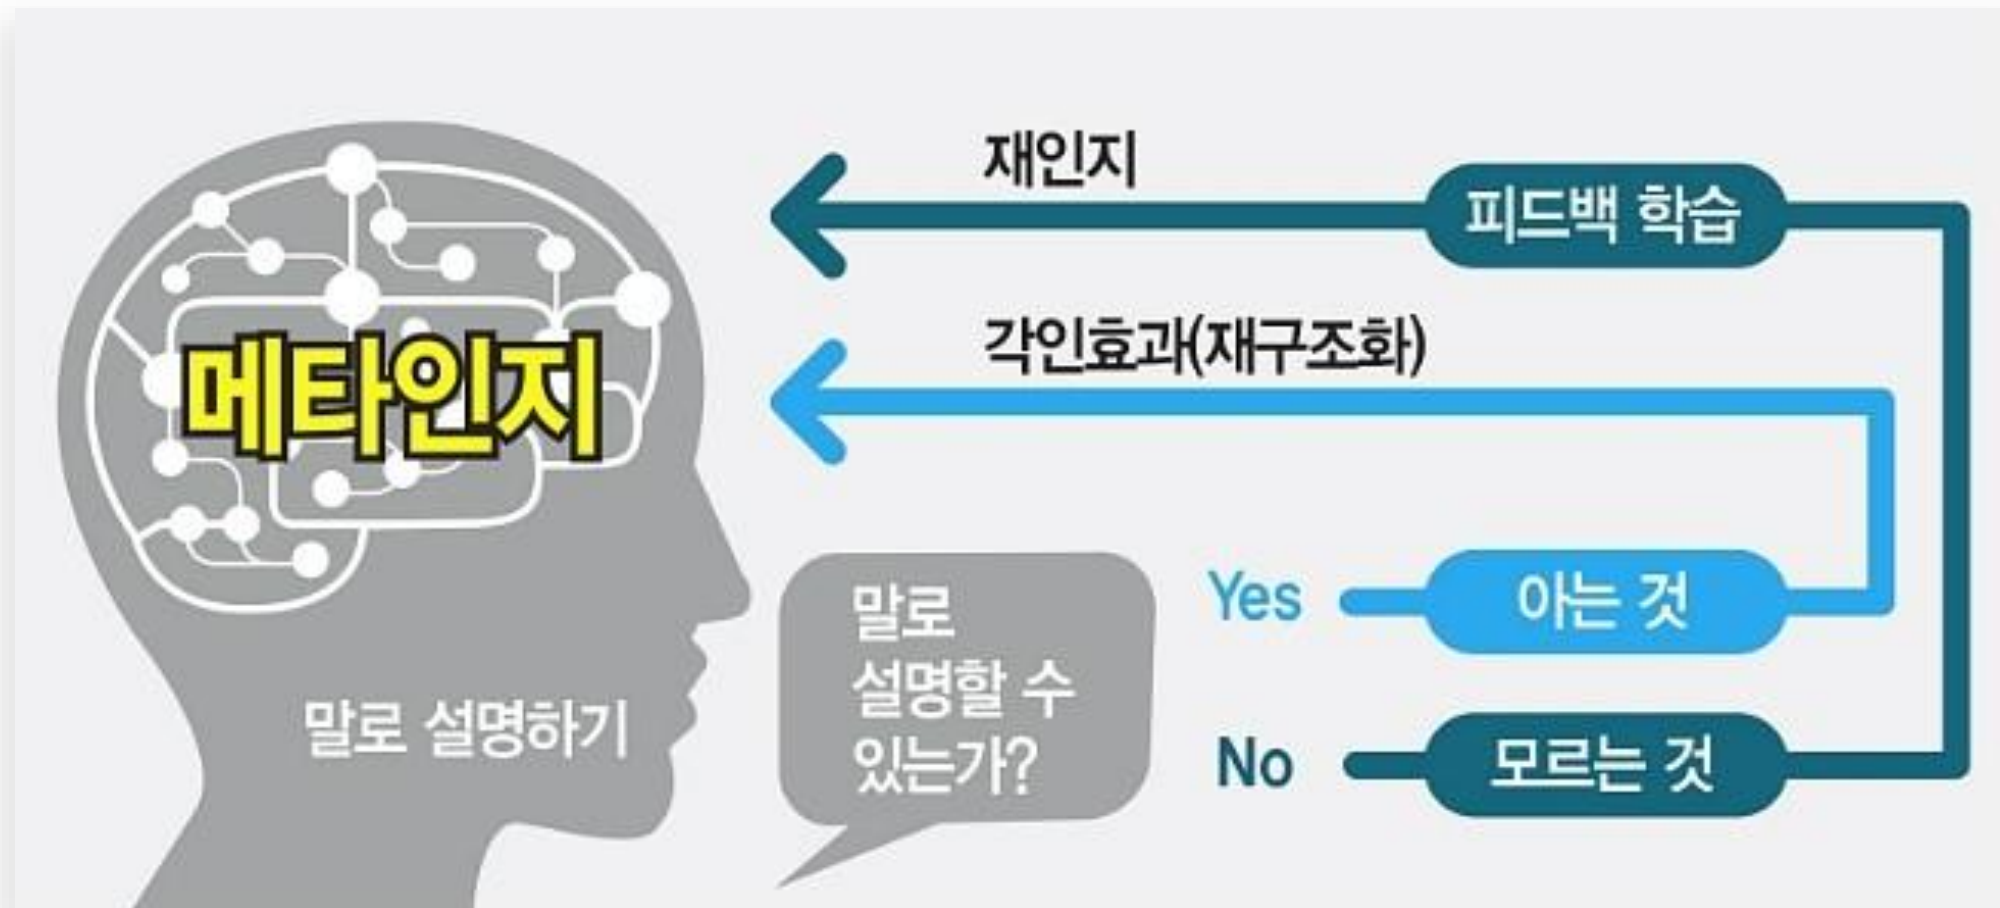 재인지
피드백 학습
각인효과(재구조화)
메타인지
말로
설명할 수
있는가?
Yes
아는 것
말로 설명하기
No
모르는 것